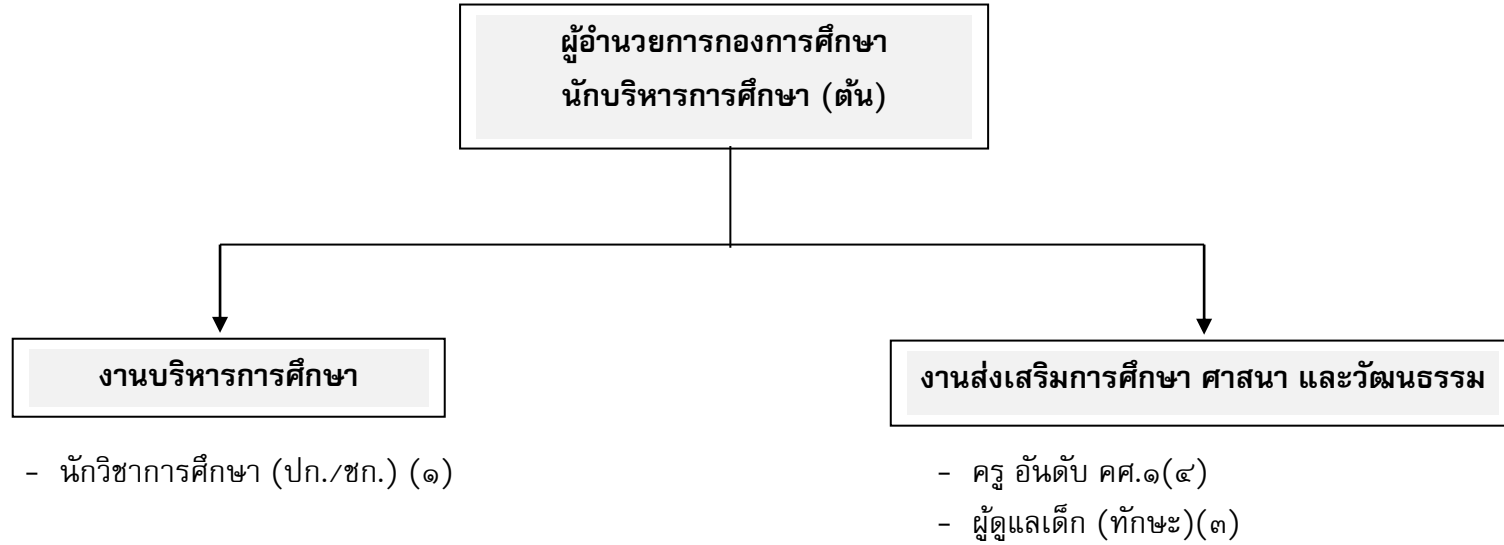 ผู้อำนวยการกองการศึกษา
นักบริหารการศึกษา (ต้น)
งานบริหารการศึกษา
- นักวิชาการศึกษา (ปก./ชก.) (๑)
งานส่งเสริมการศึกษา ศาสนา และวัฒนธรรม
- ครู อันดับ คศ.๑(๔)
- ผู้ดูแลเด็ก (ทักษะ)(๓)